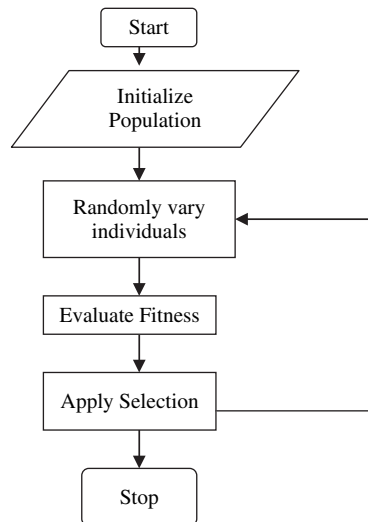 Start
Initialize
Population
Randomly vary
individuals
Evaluate Fitness
Apply Selection
Stop